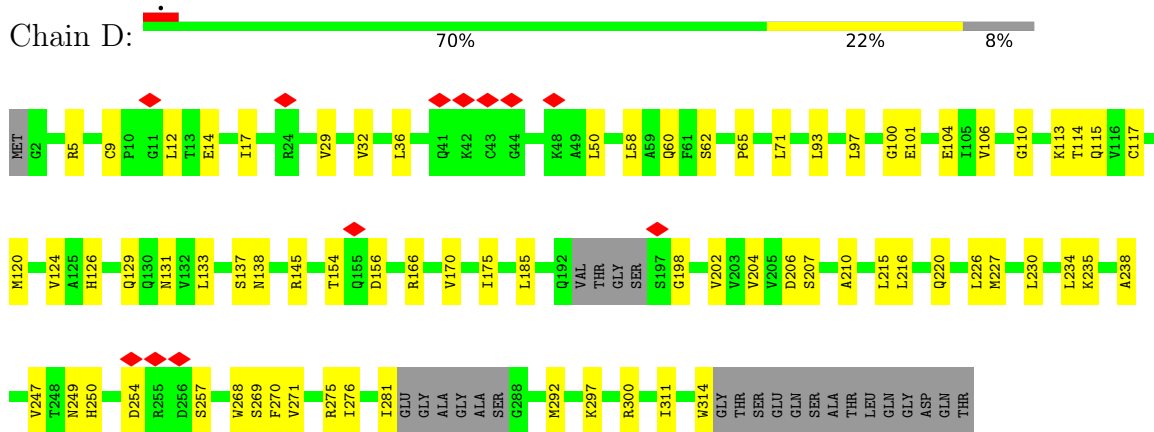 Chain D:
70% 22% 8%
MET G2 R5 C9 P10 G11 L12 T13 E14 I17 R24 V29 V32 L36 Q41 K42 C43 G44 K48 A49 L50 L58 A59 Q60 F61 S62 P65 L71 L93 L97 G100 E101 E104 I105 V106 G110 K113 T114 Q115 V116 C117
M120 V124 A125 H126 Q129 Q130 N131 V132 L133 S137 N138 R145 T154 Q155 D156 R166 V170 I175 L185 Q192 VAL THR GLY SER S197 G198 V202 V203 V204 V205 D206 S207 A210 L215 L216 Q220 L226 M227 L230 L234 K235 A238
V247 T248 N249 H250 D254 R255 D256 S257 W268 S269 F270 V271 R275 I276 I281 GLU GLY ALA GLY ALA SER G288 M292 K297 R300 I311 W314 GLY THR SER GLU GLN SER ALA THR LEU GLN GLY ASP GLN THR